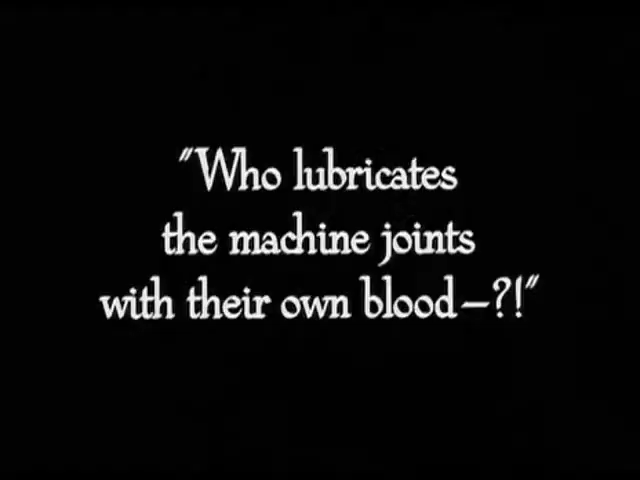 "Who lubricates
the machine joints
with their own blood—?!"